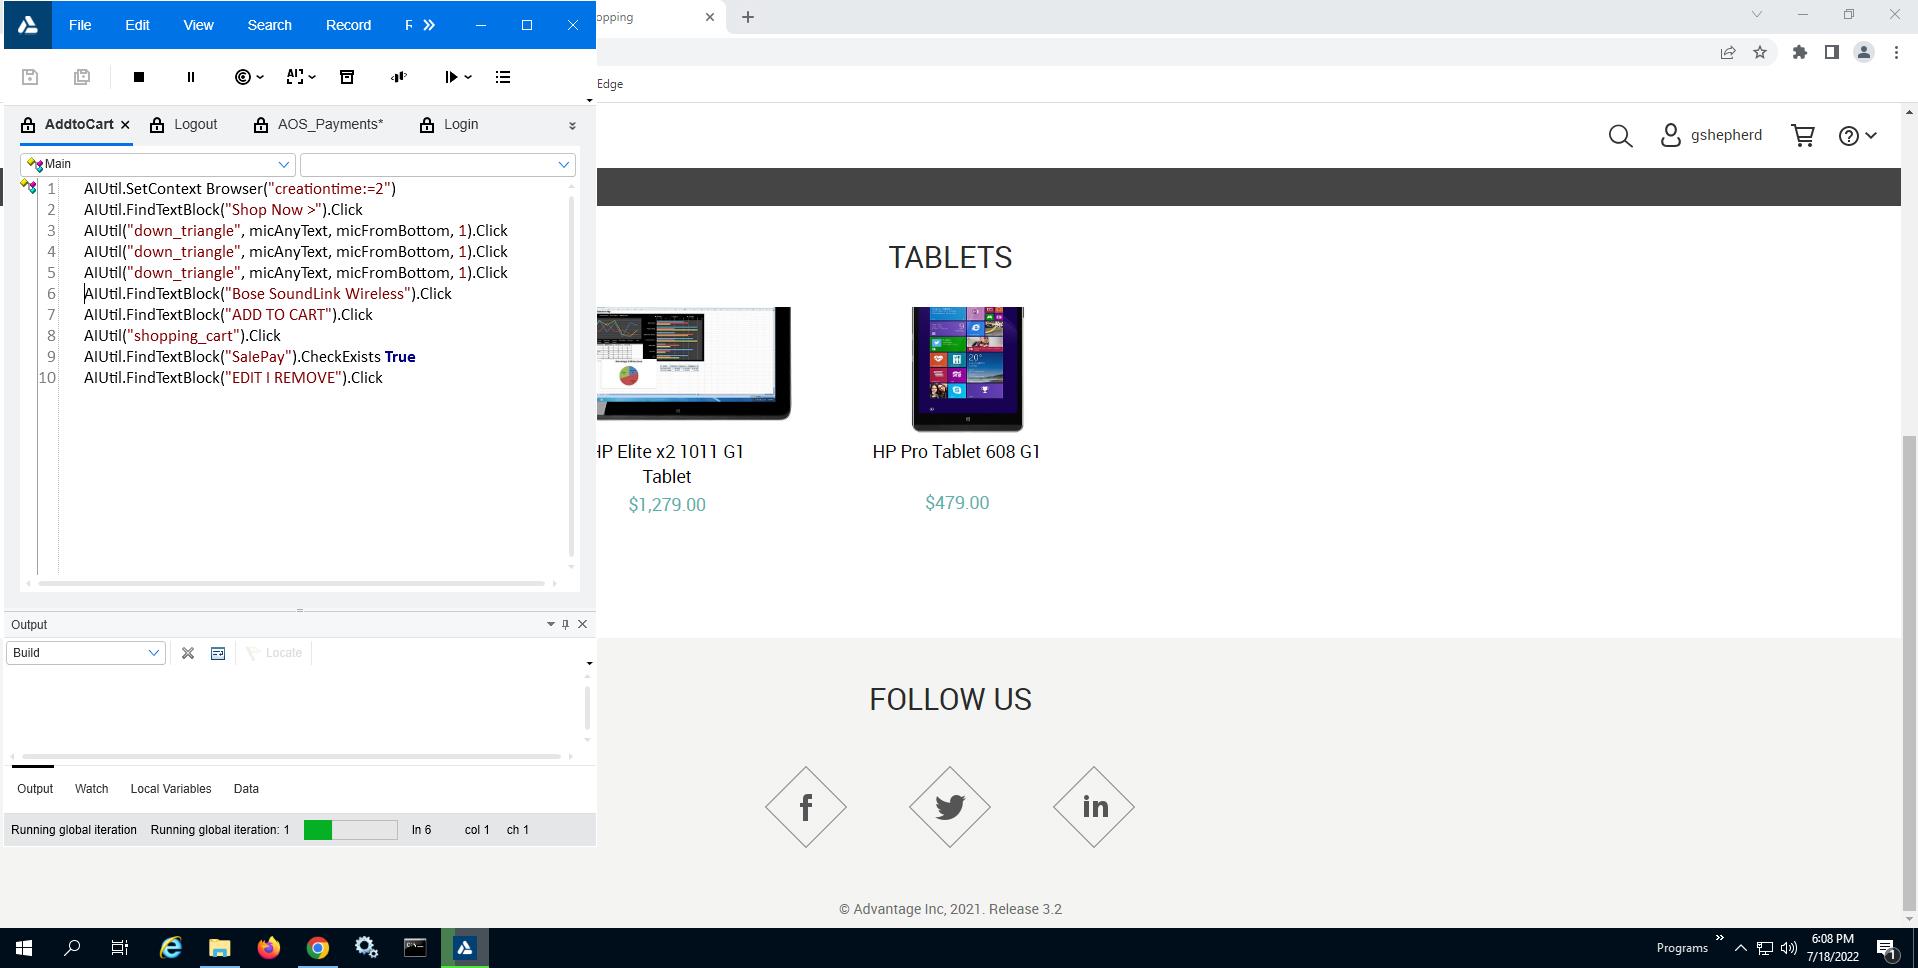 File Edit View Search Record
opping
Edge
AddtoCart Logout AOS_Payments* Login
gshepherd
Main
1 AIUtil.SetContext Browser("creationtime:=2")
2 AIUtil.FindTextBlock("Shop Now >").Click
3 AIUtil("down_triangle", micAnyText, micFromBottom, 1).Click
4 AIUtil("down_triangle", micAnyText, micFromBottom, 1).Click
5 AIUtil("down_triangle", micAnyText, micFromBottom, 1).Click
6 AIUtil.FindTextBlock("Bose SoundLink Wireless").Click
7 AIUtil.FindTextBlock("ADD TO CART").Click
8 AIUtil("shopping_cart").Click
9 AIUtil.FindTextBlock("SalePay").CheckExists True
10 AIUtil.FindTextBlock("EDIT I REMOVE").Click
Output
Build Locate
Output Watch Local Variables Data
Running global iteration Running global iteration: 1 ln 6 col 1 ch 1
TABLETS
HP Elite x2 1011 G1
Tablet
$1,279.00
HP Pro Tablet 608 G1
$479.00
FOLLOW US
© Advantage Inc, 2021. Release 3.2
Programs
6:08 PM
7/18/2022
1